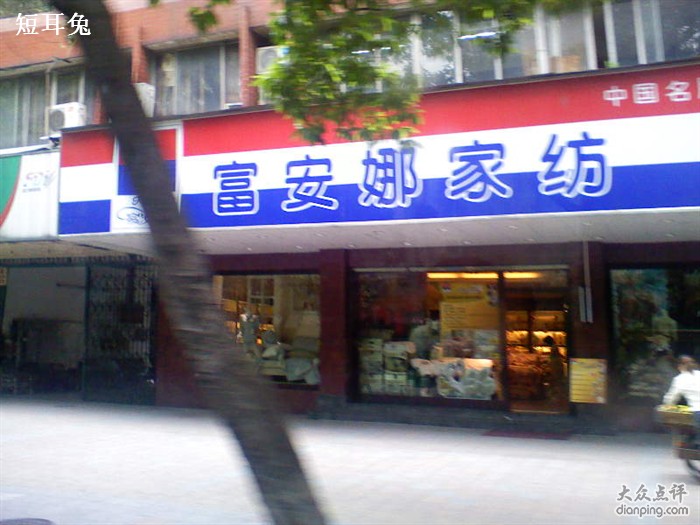 短耳兔
中国名
富安娜家纺
大众点评
dianping.com